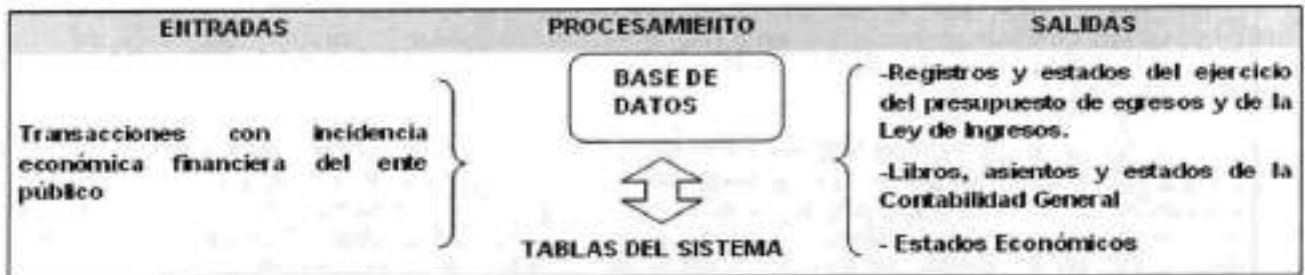 ENTRADAS
PROCESAMIENTO
SALIDAS
Transacciones con incidencia
económica financiera del ente
público
BASE DE
DATOS
TABLAS DEL SISTEMA
-Registros y estados del ejercicio
del presupuesto de egresos y de la
Ley de Ingresos.
-Libros, asientos y estados de la
Contabilidad General
- Estados Económicos